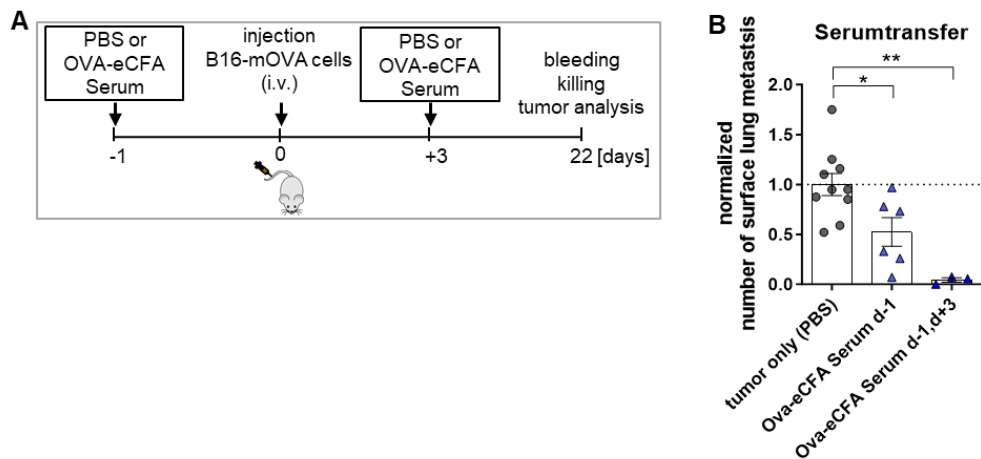 A
PBS or
OVA-eCFA
Serum
injection
B16-mOVA cells
(i.v.)
PBS or
OVA-eCFA
Serum
bleeding
killing
tumor analysis
-1
0
+3
22 [days]
B
Serumtransfer
**
*
normalized
number of surface lung metastsis
2.0
1.5
1.0
0.5
0.0
tumor only (PBS)
Ova-eCFA Serum d-1
Ova-eCFA Serum d-1,d+3